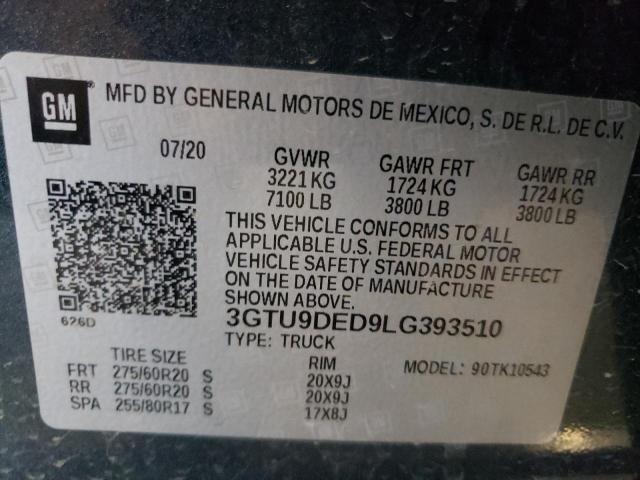 GM
MFD BY GENERAL MOTORS DE MEXICO, S. DE R.L. DE C.V.
07/20 GVWR GAWR FRT GAWR RR
3221 KG 1724 KG 1724 KG
7100 LB 3800 LB 3800 LB
THIS VEHICLE CONFORMS TO ALL
APPLICABLE U.S. FEDERAL MOTOR
VEHICLE SAFETY STANDARDS IN EFFECT
ON THE DATE OF MANUFACTURE
SHOWN ABOVE.
626D
3GTU9DED9LG393510
TYPE: TRUCK MODEL: 90TK10543
TIRE SIZE RIM
FRT 275/60R20 S 20X9J
RR 275/60R20 S 20X9J
SPA 255/80R17 S 17X8J